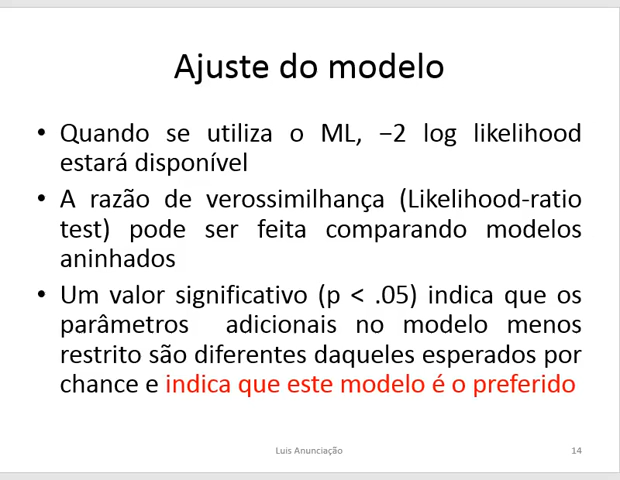 Ajuste do modelo
• Quando se utiliza o ML, −2 log likelihood
estará disponível
• A razão de verossimilhança (Likelihood-ratio
test) pode ser feita comparando modelos
aninhados
• Um valor significativo (p < .05) indica que os
parâmetros adicionais no modelo menos
restrito são diferentes daqueles esperados por
chance e indica que este modelo é o preferido
Luis Anunciação
14